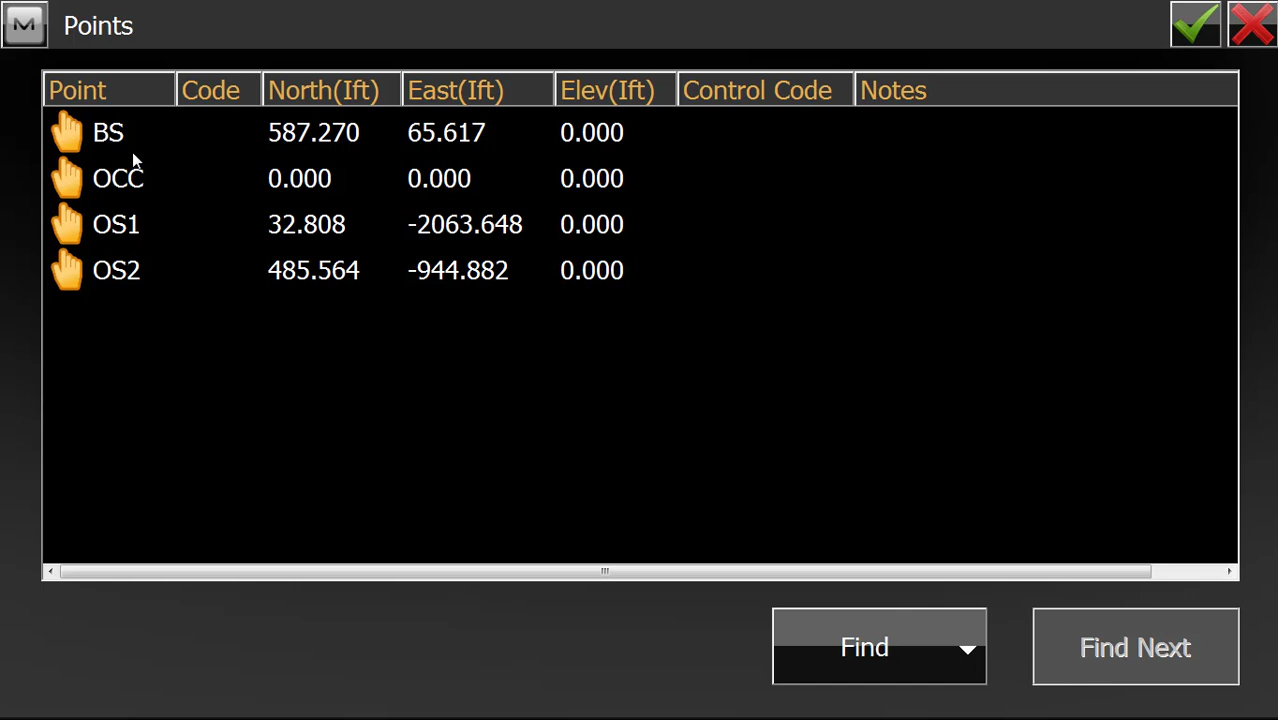 M Points
Point Code North(Ift) East(Ift) Elev(Ift) Control Code Notes
BS 587.270 65.617 0.000
OCC 0.000 0.000 0.000
OS1 32.808 -2063.648 0.000
OS2 485.564 -944.882 0.000
Find Find Next